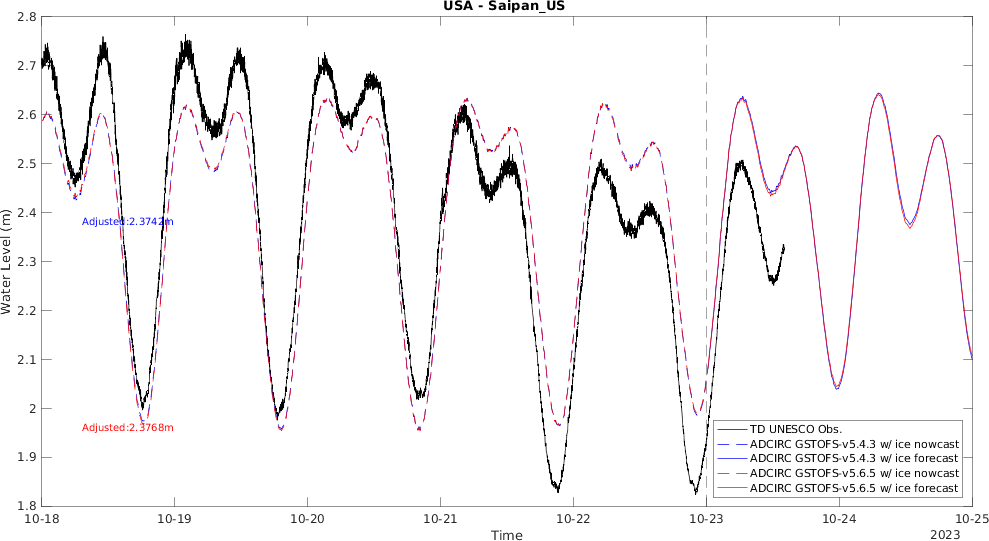 USA - Saipan_US
2.8
2.7
2.6
2.5
2.4
2.3
2.2
2.1
2
1.9
1.8
Water Level (m)
Adjusted:2.3742m
Adjusted:2.3768m
TD UNESCO Obs.
ADCIRC GSTOFS-v5.4.3 w/ ice nowcast
ADCIRC GSTOFS-v5.4.3 w/ ice forecast
ADCIRC GSTOFS-v5.6.5 w/ ice nowcast
ADCIRC GSTOFS-v5.6.5 w/ ice forecast
10-18 10-19 10-20 10-21 10-22 10-23 10-24 10-25
Time
2023